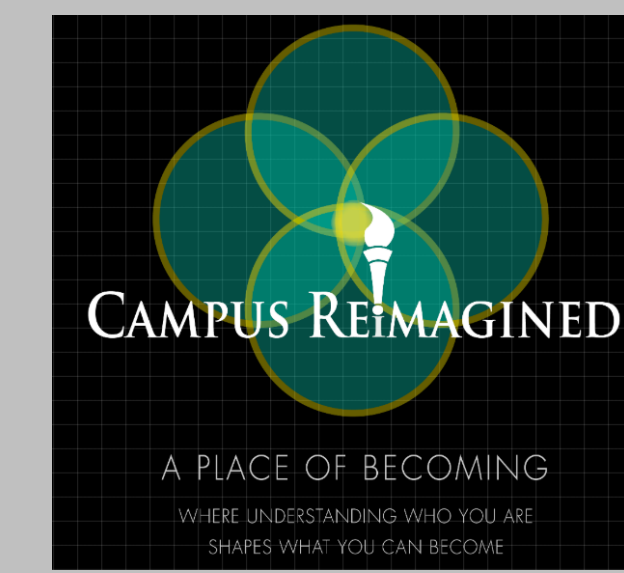 CAMPUS REiMAGINED
A PLACE OF BECOMING
WHERE UNDERSTANDING WHO YOU ARE
SHAPES WHAT YOU CAN BECOME